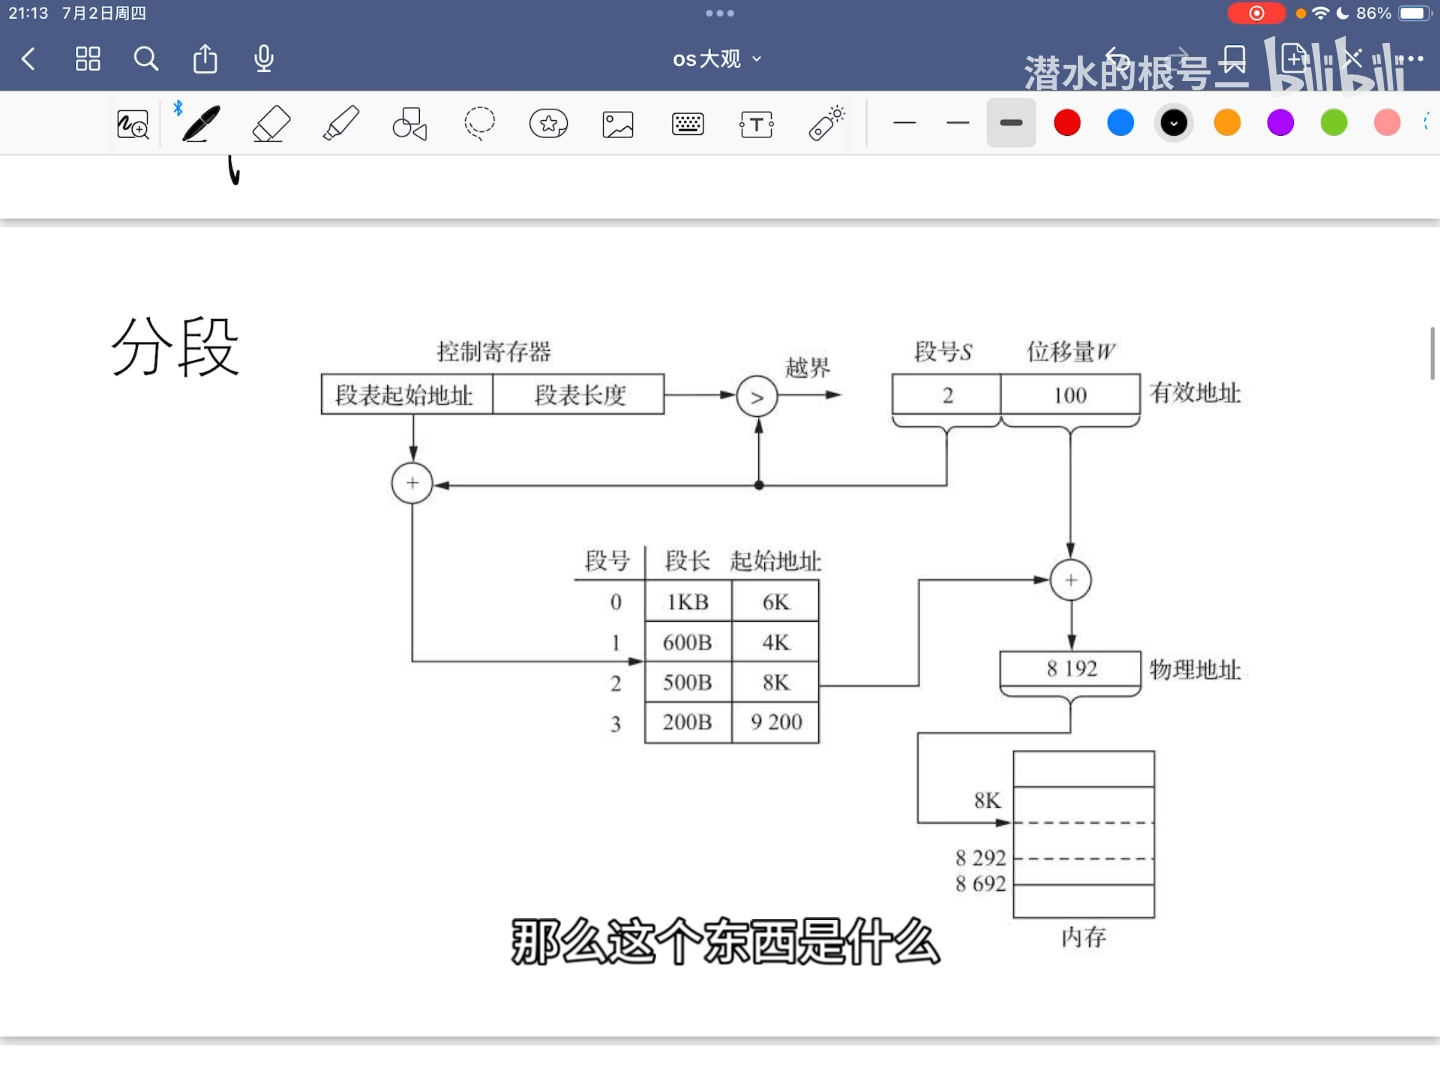 21:13 7月2日周四
86%
os大观
潜水的根号二 bilibili
分段
控制寄存器
段表起始地址 段表长度
>
越界
段号S 位移量W
2 100 有效地址
+
段号 段长 起始地址
0 1KB 6K
1 600B 4K
2 500B 8K
3 200B 9 200
+
8 192 物理地址
8K
8 292
8 692
内存
那么这个东西是什么